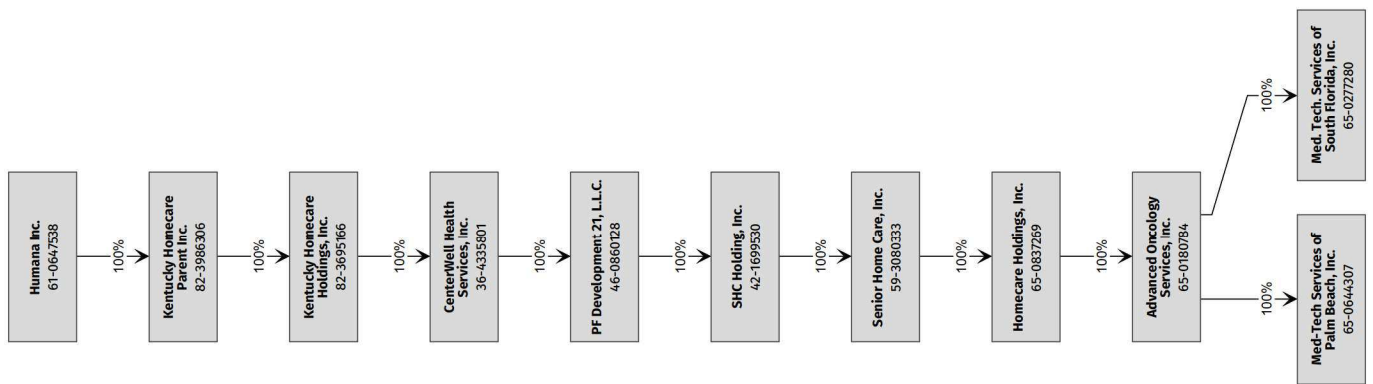 Humana Inc.
61-0647538
100%
Kentucky Homecare
Parent Inc.
82-3986306
100%
Kentucky Homecare
Holdings, Inc.
82-3695166
100%
CenterWell Health
Services, Inc.
36-4335801
100%
PF Development 21, L.L.C.
46-0860128
100%
SHC Holding, Inc.
42-1699530
100%
Senior Home Care, Inc.
59-3080333
100%
Homecare Holdings, Inc.
65-0837269
100%
Advanced Oncology
Services, Inc.
65-0180784
100%
Med-Tech Services of
Palm Beach, Inc.
65-0644307
100%
Med. Tech. Services of
South Florida, Inc.
65-0277280